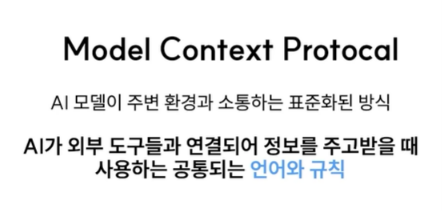 Model Context Protocal
AI 모델이 주변 환경과 소통하는 표준화된 방식
AI가 외부 도구들과 연결되어 정보를 주고받을 때
사용하는 공통되는 언어와 규칙